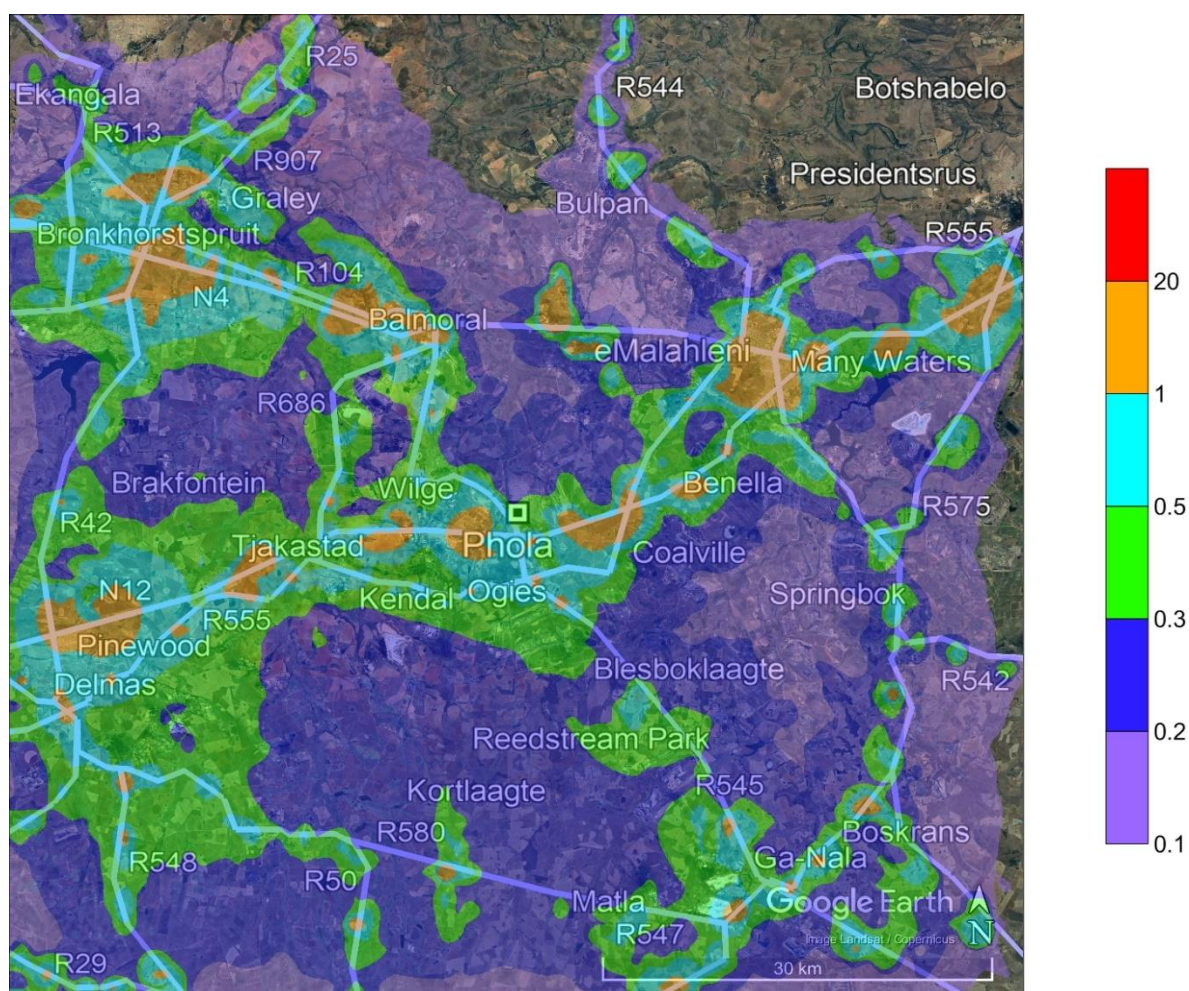 R25
R544
Botshabelo
Ekangala
R513
R907
Presidentsrus
Graley
Bulpan
Bronkhorstspruit
R555
R104
N4
Balmoral
eMalahleni
Many Waters
R686
Brakfontein
Wilge
Benella
R42
R575
Tjakastad
Phola
Coalville
N12
Kendal
Ogies
Springbok
R555
Pinewood
Blesboklaagte
R542
Delmas
Reedstream Park
R545
Kortlaagte
R580
Boskrans
R548
R50
Ga-Nala
Matla
Google Earth
R547
N
Image Landsat / Copernicus
R29
30 km
20
1
0.5
0.3
0.2
0.1